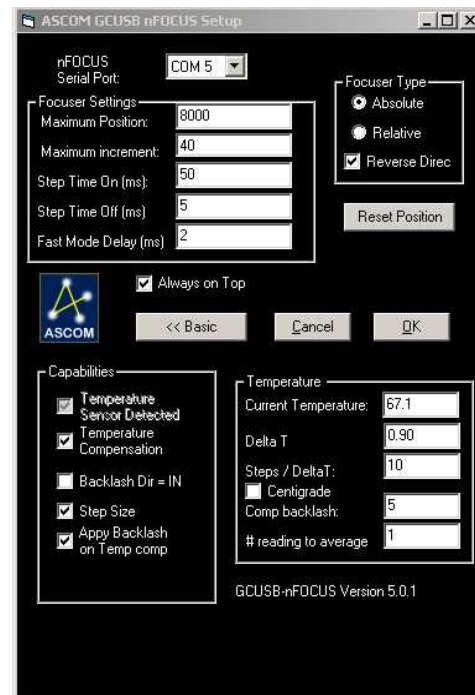 ASCOM GCUSB nFOCUS Setup
nFOCUS
Serial Port:
COM 5
Focuser Settings
Maximum Position:
8000
Maximum increment:
40
Step Time On (ms):
50
Step Time Off (ms)
5
Fast Mode Delay (ms)
2
Focuser Type
Absolute
Relative
Reverse Direc
Reset Position
ASCOM
Always on Top
<< Basic
Cancel
OK
Capabilities
Temperature
Sensor Detected
Temperature
Compensation
Backlash Dir = IN
Step Size
Appy Backlash
on Temp comp
Temperature
Current Temperature:
67.1
Delta T
0.90
Steps / DeltaT:
10
Centigrade
Comp backlash:
5
# reading to average
1
GCUSB-nFOCUS Version 5.0.1